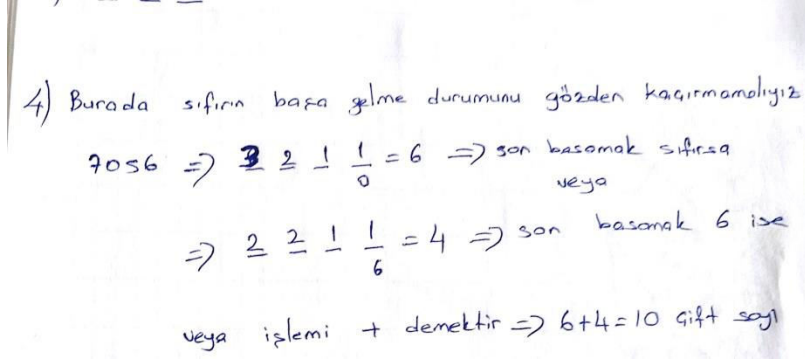 4) Burada sıfırın başa gelme durumunu gözden kaçırmamalıyız
7056 => 3 2 1 1 = 6 => son basamak sıfırsa
0 veya
=> 2 2 1 1 = 4 => son basamak 6 ise
6
veya işlemi + demektir => 6+4=10 çift sayı